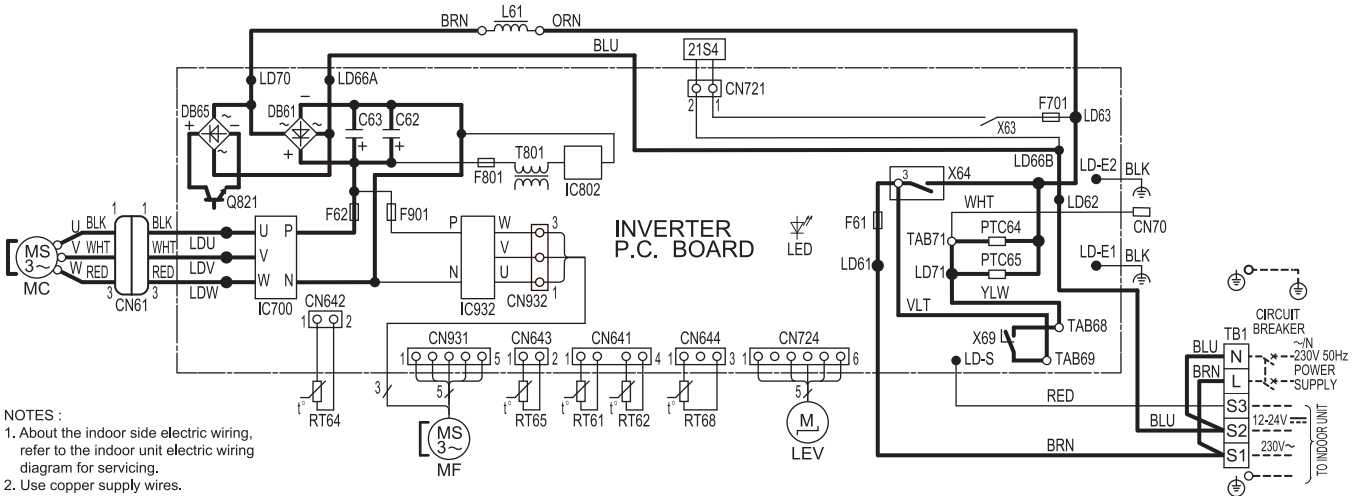 L61
BRN ORN
BLU
21S4
LD70 LD66A
CN721
2 1
DB65 DB61
+ ~ -
- ~ ~ +
C63 C62
+ +
F701
X63
LD63
T801
F801
IC802
Q821
LD66B
LD-E2 BLK
3 X64
WHT
LD62
CN70
F62 F901
INVERTER
P.C. BOARD
LED
F61
TAB71
PTC64
PTC65
LD61
LD71
LD-E1 BLK
YLW
VLT
MS
3~
MC
U BLK 1 1 BLK LDU U P
V WHT WHT LDV V
W RED 3 3 RED LDW W N
CN61
IC700
P W 3
V
N U 1
IC932 CN932
CN642
1 2
t°
RT64
3
CN931
1 5
5
MS
3~
MF
CN643
1 2
t°
RT65
CN641
1 4
t° t°
RT61 RT62
CN644
1 3
t°
RT68
CN724
1 6
5
M
LEV
X69
TAB68
TAB69
LD-S
RED
BLU
BRN
CIRCUIT
BREAKER
TB1
BLU N ~/N
230V 50Hz
BRN L POWER
SUPPLY
S3
12-24V
S2
230V~
S1
TO INDOOR UNIT
NOTES :
1. About the indoor side electric wiring,
refer to the indoor unit electric wiring
diagram for servicing.
2. Use copper supply wires.